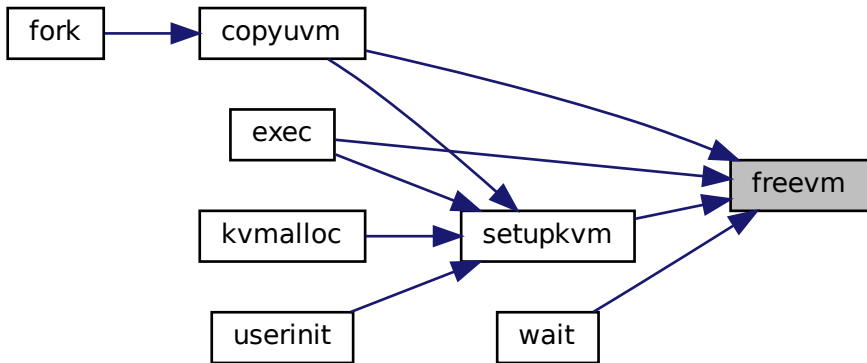 fork
copyuvm
exec
freevm
kvmalloc
setupkvm
userinit
wait